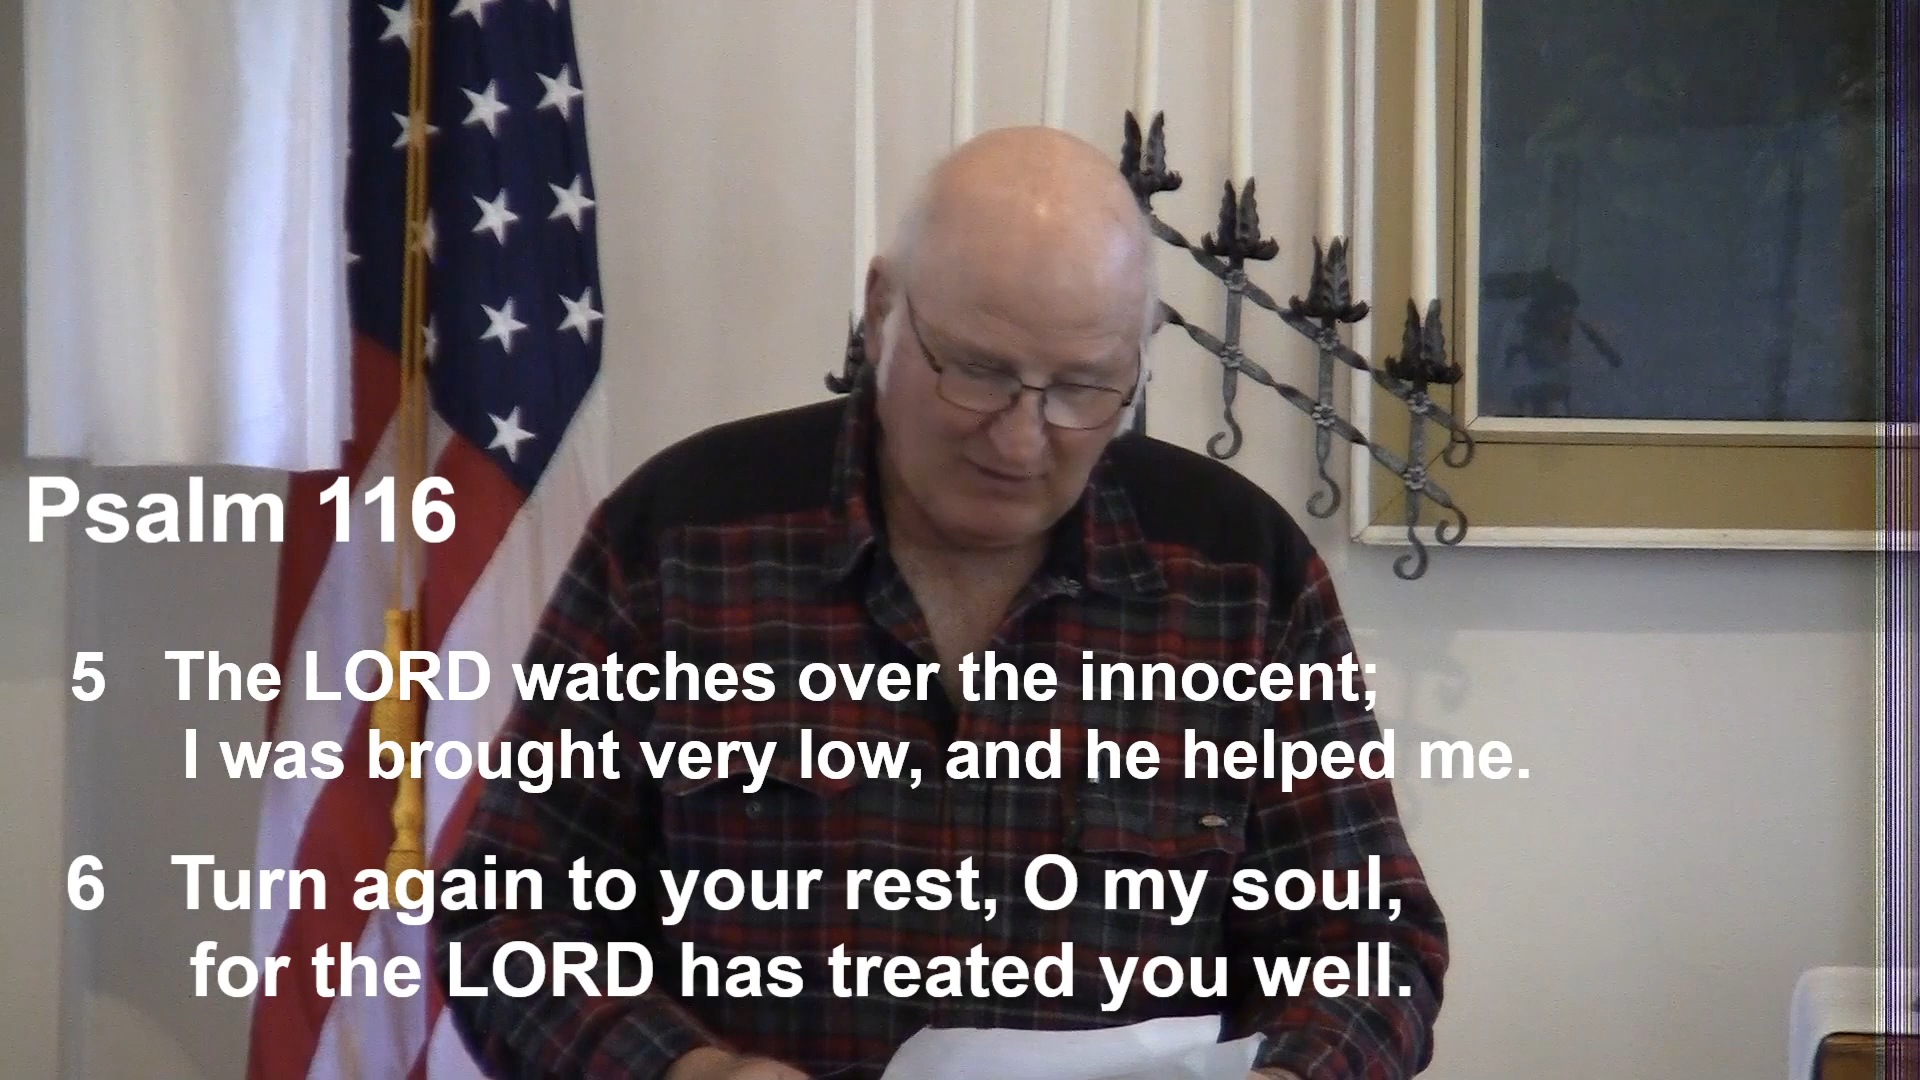 Psalm 116
5 The LORD watches over the innocent;
I was brought very low, and he helped me.
6 Turn again to your rest, O my soul,
for the LORD has treated you well.